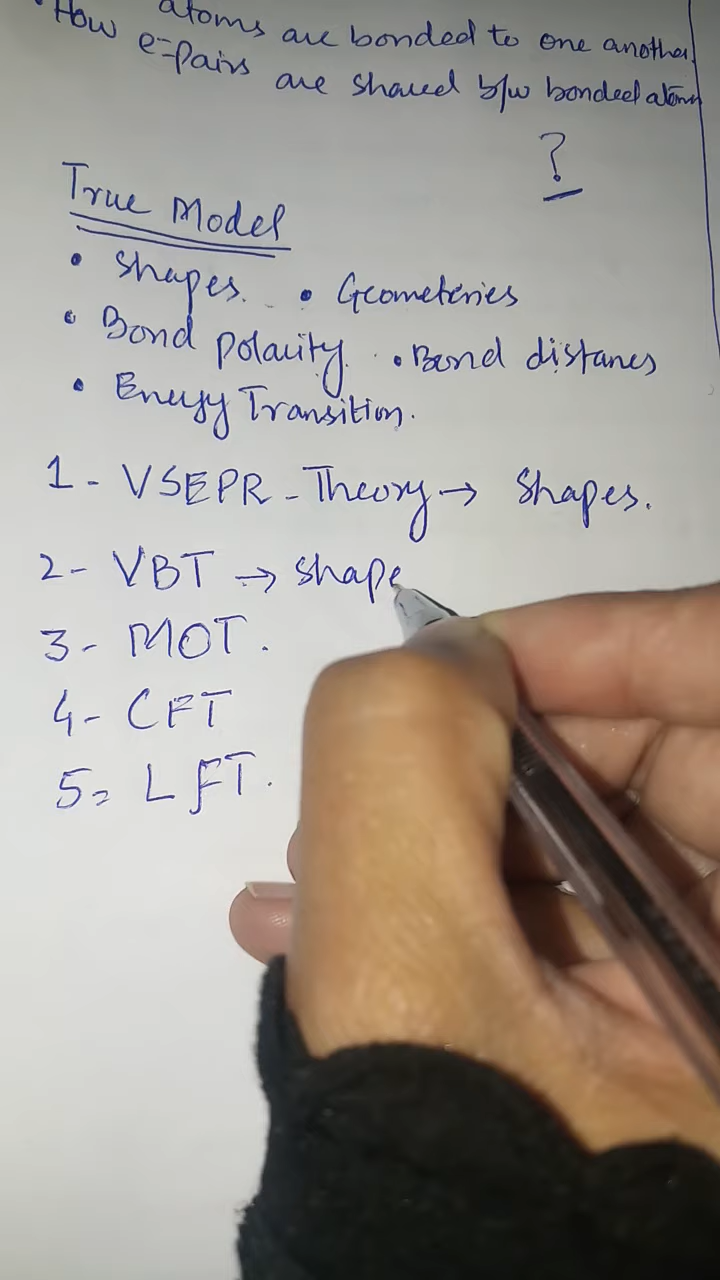 • How atoms are bonded to one another
e-pairs are shared b/w bonded atoms
?
True Model
• Shapes. • Geometeries
• Bond Polarity. • Bond distanes
• Energy Transition.
1- VSEPR-Theory → Shapes.
2- VBT → Shape
3- MOT.
4- CFT
5- LFT.